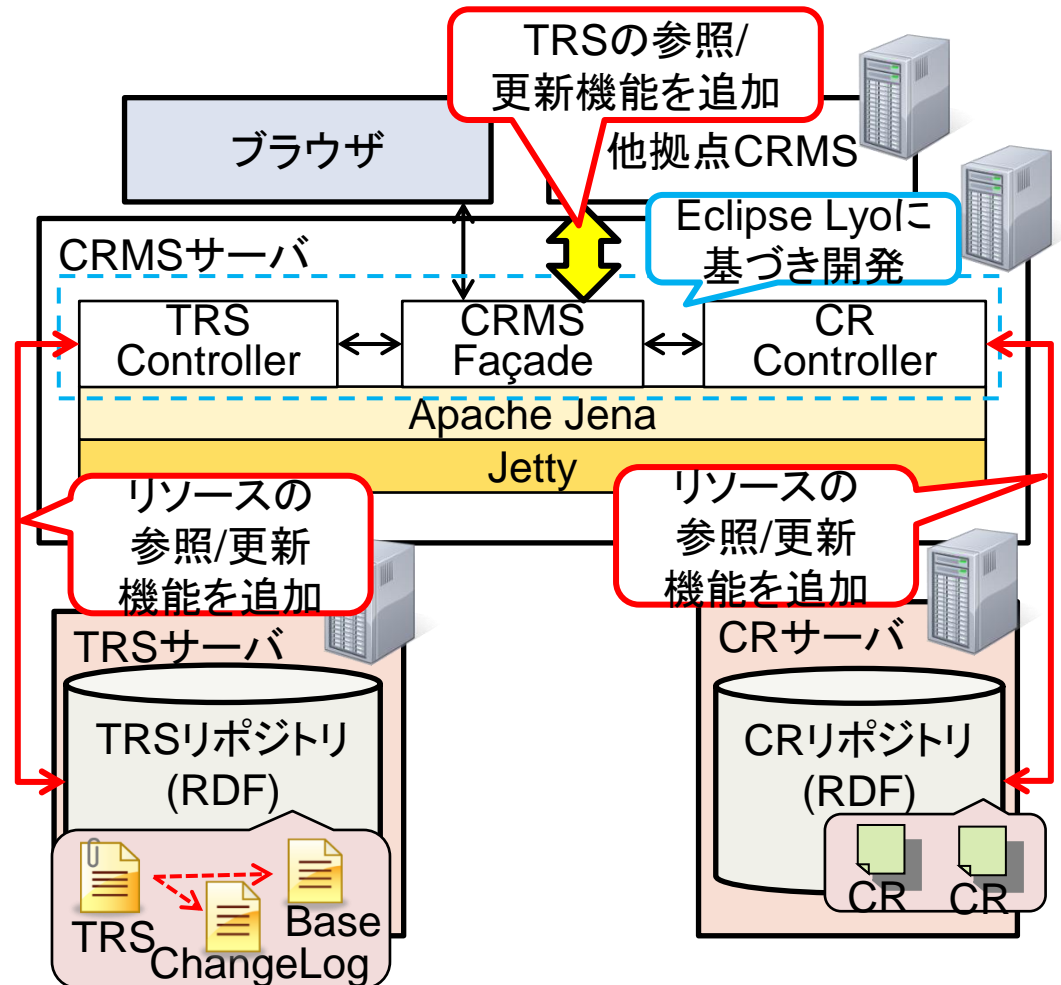 TRSの参照/
更新機能を追加
ブラウザ
他拠点CRMS
Eclipse Lyoに
基づき開発
CRMSサーバ
TRS
Controller
CRMS
Façade
CR
Controller
Apache Jena
Jetty
リソースの
参照/更新
機能を追加
リソースの
参照/更新
機能を追加
TRSサーバ
CRサーバ
TRSリポジトリ
(RDF)
CRリポジトリ
(RDF)
TRS
ChangeLog
Base
CR
CR